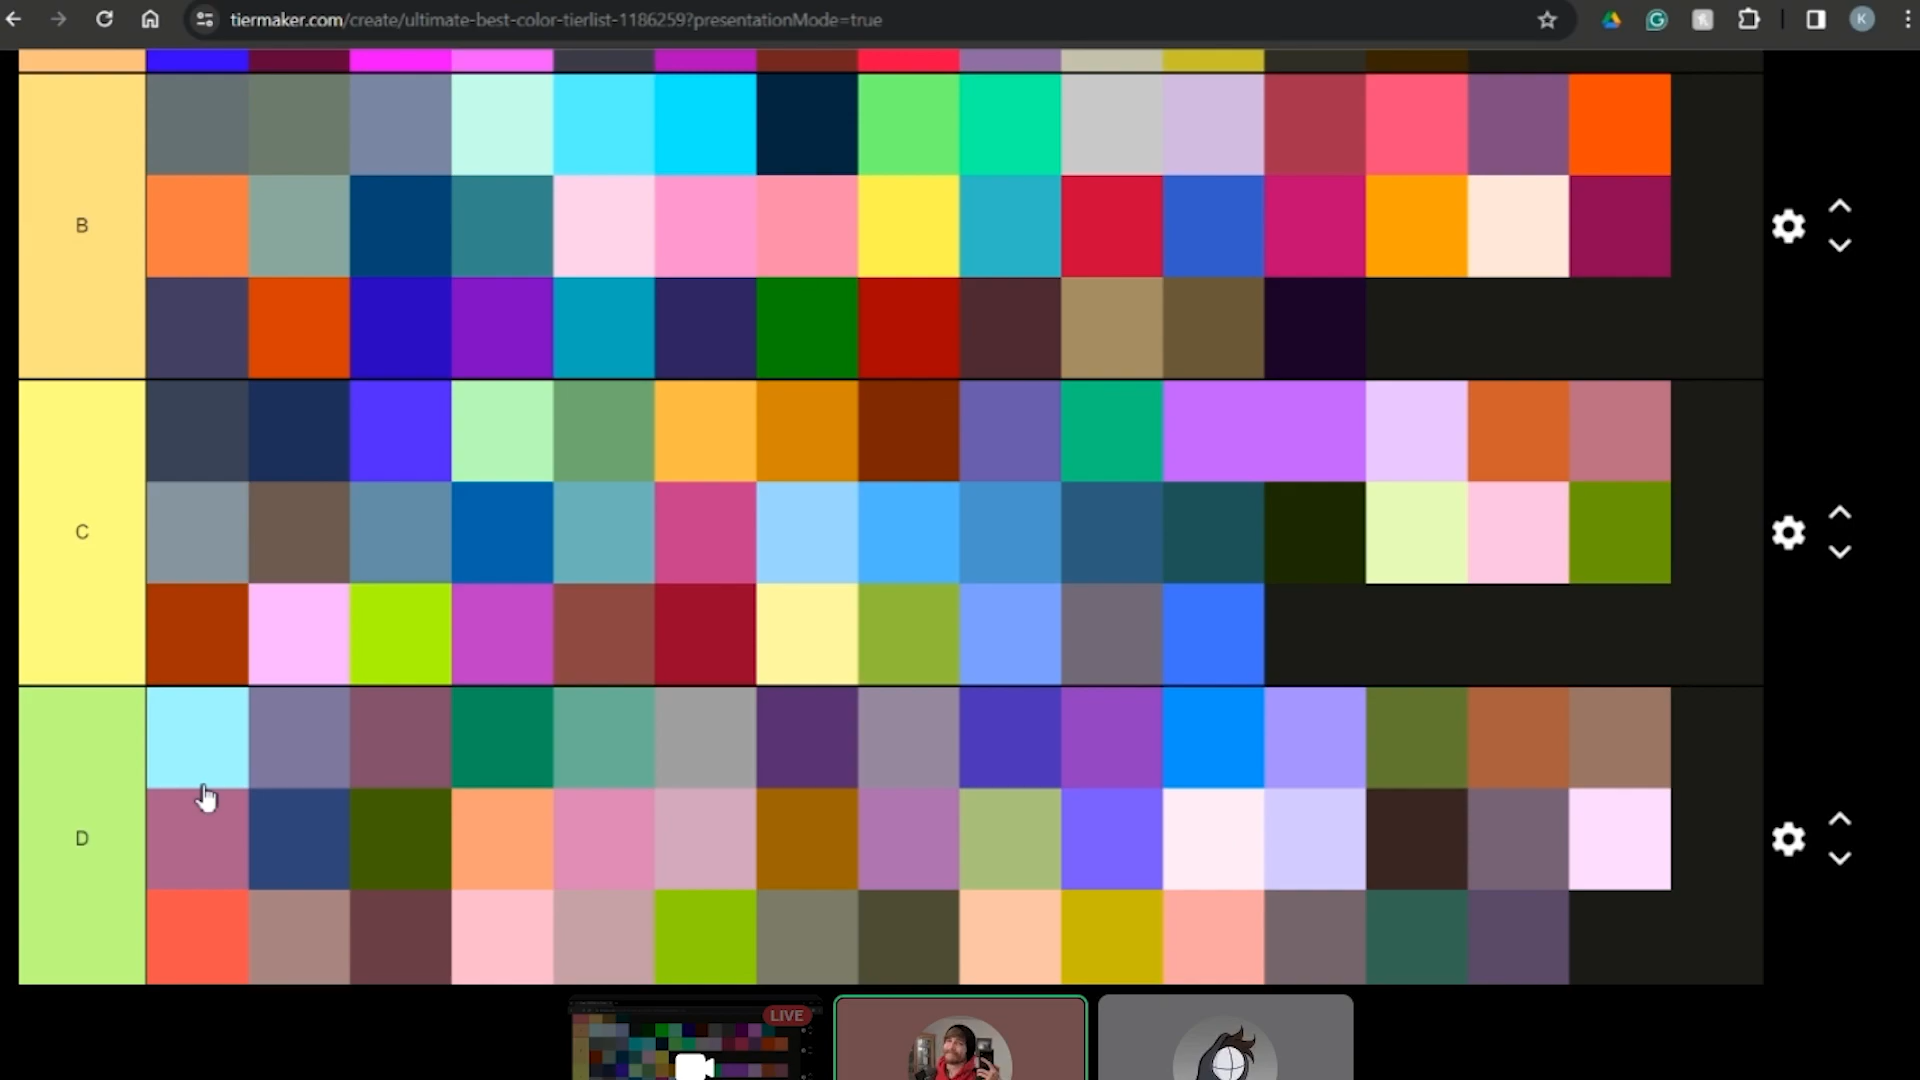 tiermaker.com/create/ultimate-best-color-tierlist-1186259?presentationMode=true
K
B
C
D
LIVE